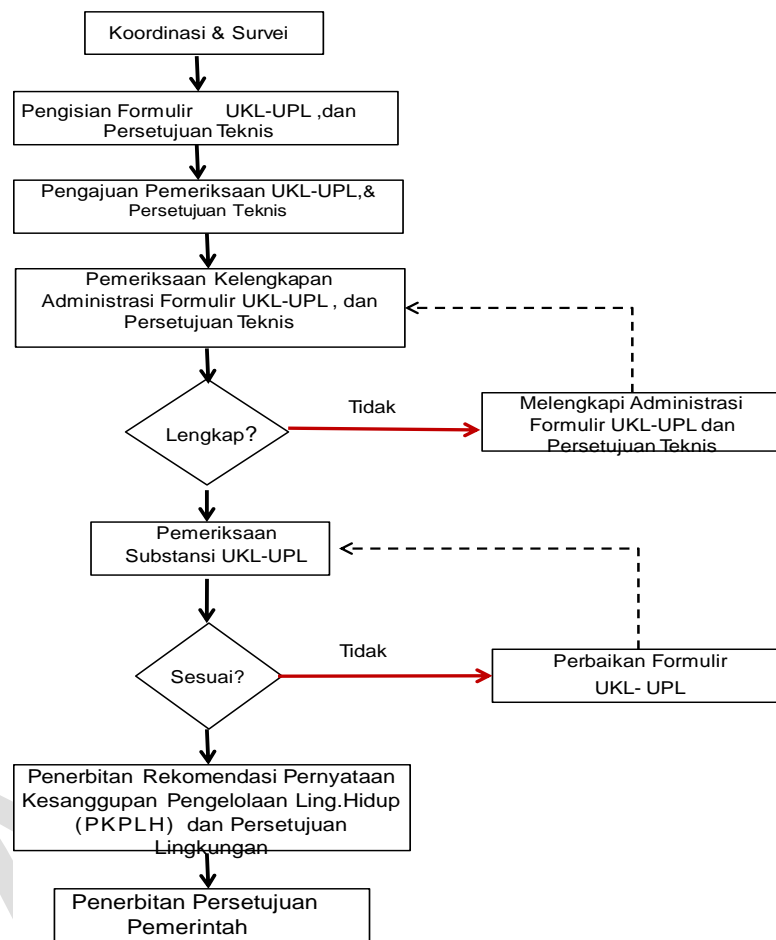 Koordinasi & Survei
Pengisian Formulir UKL-UPL ,dan
Persetujuan Teknis
Pengajuan Pemeriksaan UKL-UPL,&
Persetujuan Teknis
Pemeriksaan Kelengkapan
Administrasi Formulir UKL-UPL , dan
Persetujuan Teknis
Lengkap?
Tidak
Melengkapi Administrasi
Formulir UKL-UPL dan
Persetujuan Teknis
Pemeriksaan
Substansi UKL-UPL
Sesuai?
Tidak
Perbaikan Formulir
UKL- UPL
Penerbitan Rekomendasi Pernyataan
Kesanggupan Pengelolaan Ling.Hidup
(PKPLH) dan Persetujuan
Lingkungan
Penerbitan Persetujuan
Pemerintah